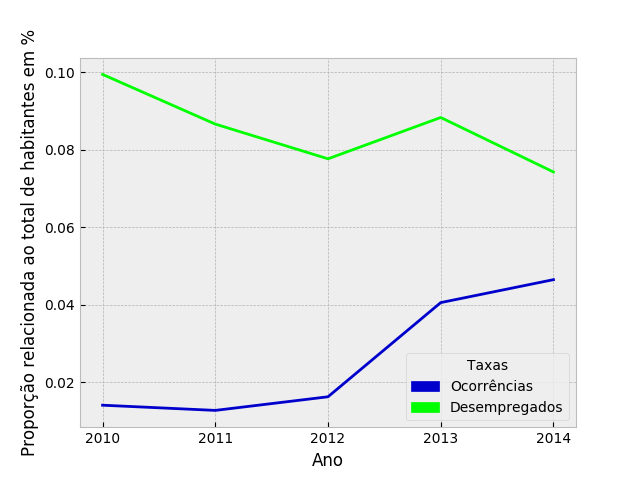 Proporção relacionada ao total de habitantes em %
0.10
0.08
0.06
0.04
0.02
Taxas
Ocorrências
Desempregados
2010 2011 2012 2013 2014
Ano